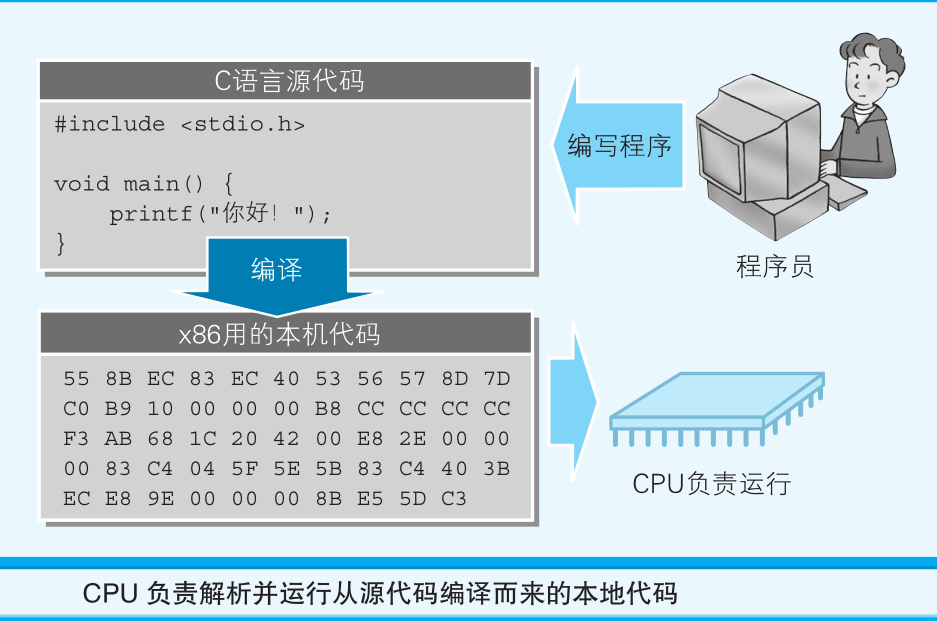 C语言源代码
#include <stdio.h>
void main() {
    printf("你好！");
}
编写程序
程序员
编译
x86用的本机代码
55 8B EC 83 EC 40 53 56 57 8D 7D
C0 B9 10 00 00 00 B8 CC CC CC CC
F3 AB 68 1C 20 42 00 E8 2E 00 00
00 83 C4 04 5F 5E 5B 83 C4 40 3B
EC E8 9E 00 00 00 8B E5 5D C3
CPU负责运行
CPU 负责解析并运行从源代码编译而来的本地代码